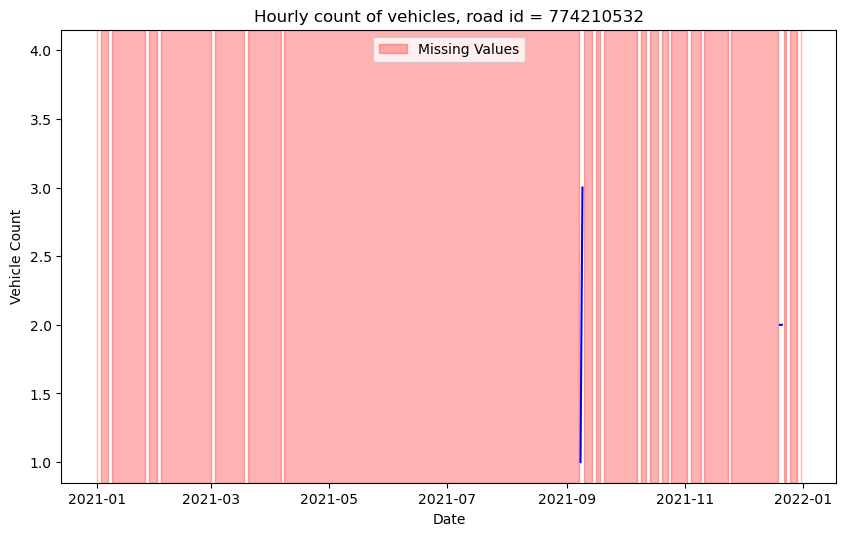 Hourly count of vehicles, road id = 774210532
Missing Values
Vehicle Count
4.0
3.5
3.0
2.5
2.0
1.5
1.0
2021-01 2021-03 2021-05 2021-07 2021-09 2021-11 2022-01
Date